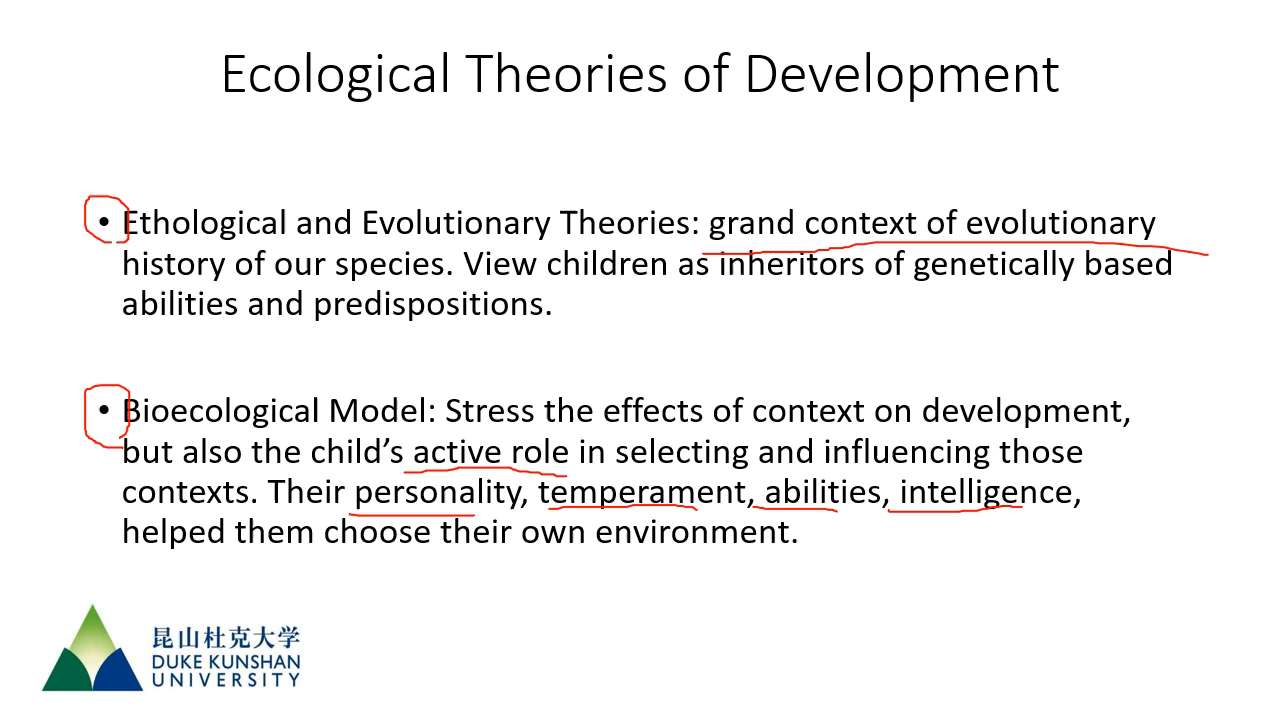 Ecological Theories of Development
• Ethological and Evolutionary Theories: grand context of evolutionary
history of our species. View children as inheritors of genetically based
abilities and predispositions.
• Bioecological Model: Stress the effects of context on development,
but also the child’s active role in selecting and influencing those
contexts. Their personality, temperament, abilities, intelligence,
helped them choose their own environment.
昆山杜克大学
DUKE KUNSHAN
UNIVERSITY